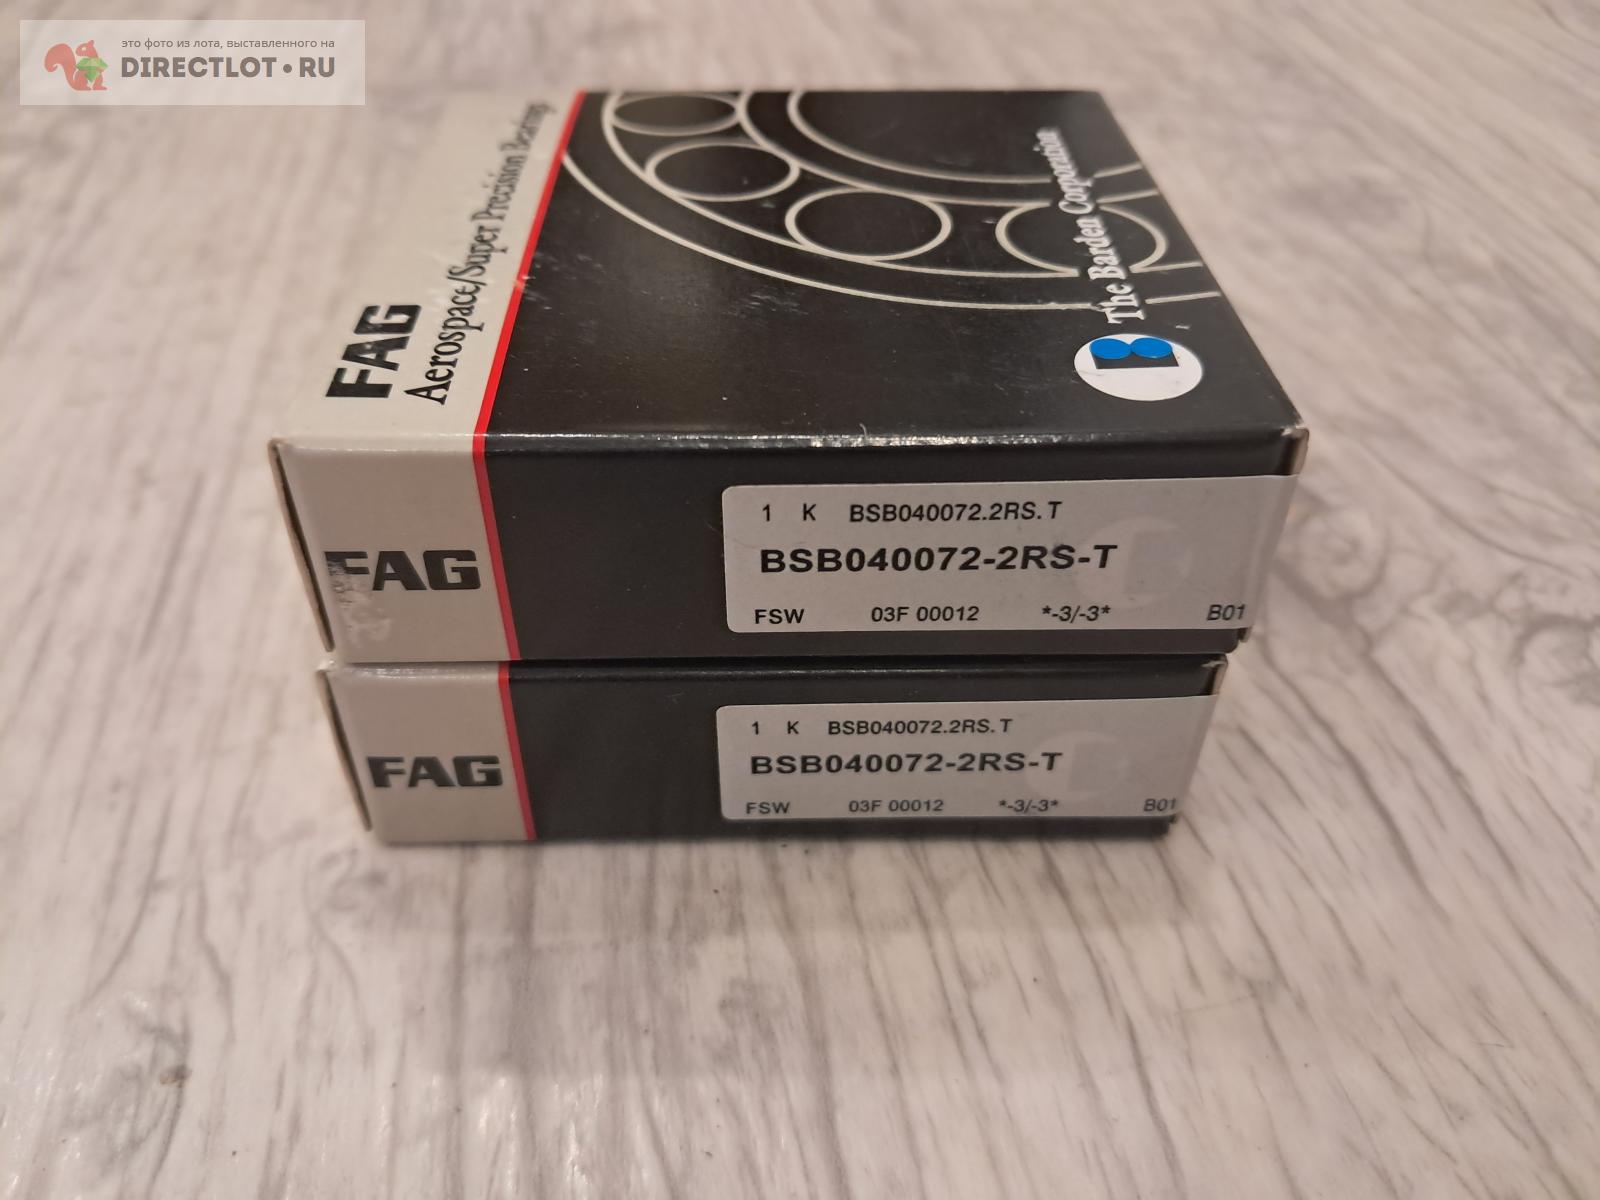 это фото из лота, выставленного на
DIRECTLOT•RU
FAG
Aerospace/Super Precision Bearings
The Barden Corporation
FAG
1 K BSB040072.2RS.T
BSB040072-2RS-T
FSW 03F 00012 *-3/-3* B01
FAG
1 K BSB040072.2RS.T
BSB040072-2RS-T
FSW 03F 00012 *-3/-3* B01